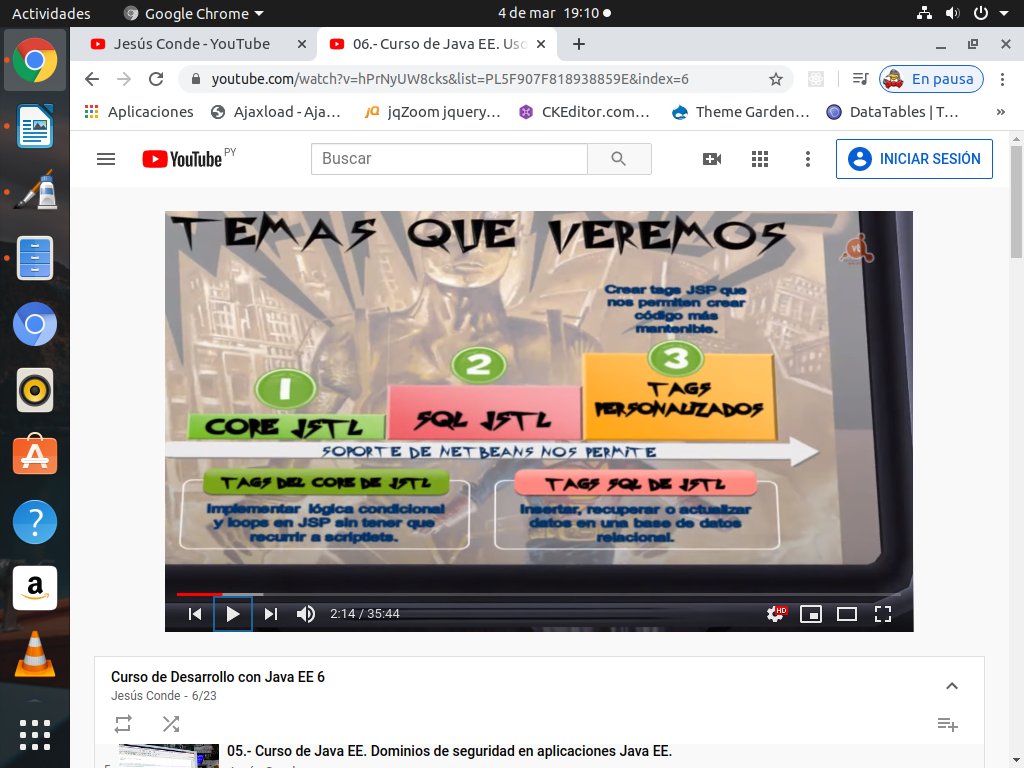 Actividades
Google Chrome
4 de mar 19:10
Jesús Conde - YouTube
06.- Curso de Java EE. Uso
youtube.com/watch?v=hPrNyUW8cks&list=PL5F907F818938859E&index=6
En pausa
Aplicaciones
Ajaxload - Aja…
jqZoom jquery…
CKEditor.com…
Theme Garden…
DataTables | T…
»
YouTube PY
Buscar
INICIAR SESIÓN
TEMAS QUE VEREMOS
Crear tags JSP que
nos permiten crear
código más
mantenible.
1
2
3
CORE JSTL
SQL JSTL
TAGS
PERSONALIZADOS
SOPORTE DE NETBEANS NOS PERMITE
TAGS DEL CORE DE JSTL
Implementar lógica condicional
y loops en JSP sin tener que
recurrir a scriptlets.
TAGS SQL DE JSTL
Insertar, recuperar o actualizar
datos en una base de datos
relacional.
2:14 / 35:44
HD
Curso de Desarrollo con Java EE 6
Jesús Conde - 6/23
05.- Curso de Java EE. Dominios de seguridad en aplicaciones Java EE.